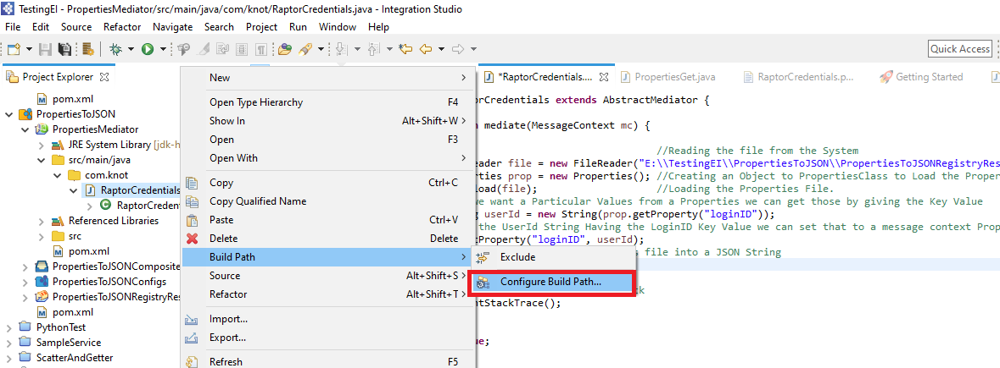 TestingEI - PropertiesMediator/src/main/java/com/knot/RaptorCredentials.java - Integration Studio
File Edit Source Refactor Navigate Search Project Run Window Help
Quick Access
Project Explorer
*RaptorCredentials.... PropertiesGet.java RaptorCredentials.p... Getting Started
pom.xml
PropertiesToJSON
PropertiesMediator
JRE System Library [jdk-h
src/main/java
com.knot
RaptorCredentials
RaptorCreden
Referenced Libraries
src
pom.xml
PropertiesToJSONComposite
PropertiesToJSONConfigs
PropertiesToJSONRegistryRes
pom.xml
PythonTest
SampleService
ScatterAndGetter
New
Open Type Hierarchy F4
Show In Alt+Shift+W
Open F3
Open With
Copy Ctrl+C
Copy Qualified Name
Paste Ctrl+V
Delete Delete
Build Path
Source Alt+Shift+S
Refactor Alt+Shift+T
Import...
Export...
Refresh F5
Exclude
Configure Build Path...
orCredentials extends AbstractMediator {
n mediate(MessageContext mc) {
//Reading the file from the System
eader file = new FileReader("E:\\TestingEI\\PropertiesToJSON\\PropertiesToJSONRegistryRes
erties prop = new Properties(); //Creating an Object to PropertiesClass to Load the Proper
load(file); //Loading the Properties File.
we want a Particular Values from a Properties we can get those by giving the Key Value
g userId = new String(prop.getProperty("loginID"));
the UserId String Having the LoginID Key Value we can set that to a message context Prop
tProperty("loginID", userId);
s file into a JSON String
k
ntStackTrace();
ue;